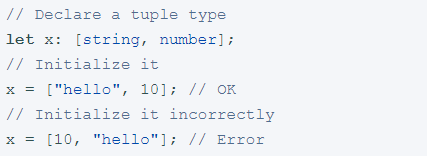 // Declare a tuple type
let x: [string, number];
// Initialize it
x = ["hello", 10]; // OK
// Initialize it incorrectly
x = [10, "hello"]; // Error